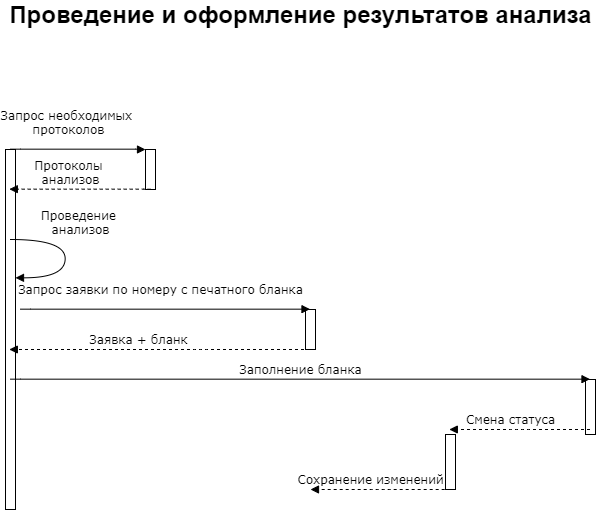 Проведение и оформление результатов анализа
Запрос необходимых
протоколов
Протоколы
анализов
Проведение
анализов
Запрос заявки по номеру с печатного бланка
Заявка + бланк
Заполнение бланка
Смена статуса
Сохранение изменений